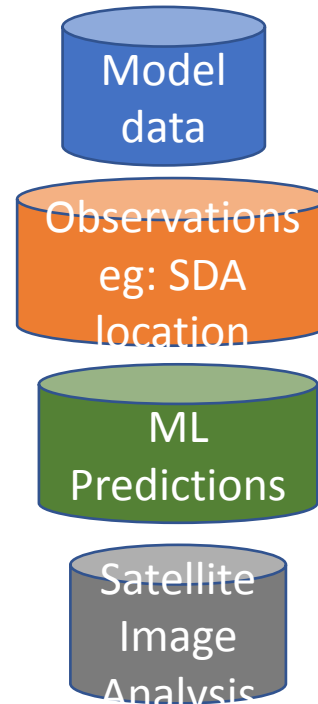 Model
data
Observations
eg: SDA
location
ML
Predictions
Satellite
Image
Analysis